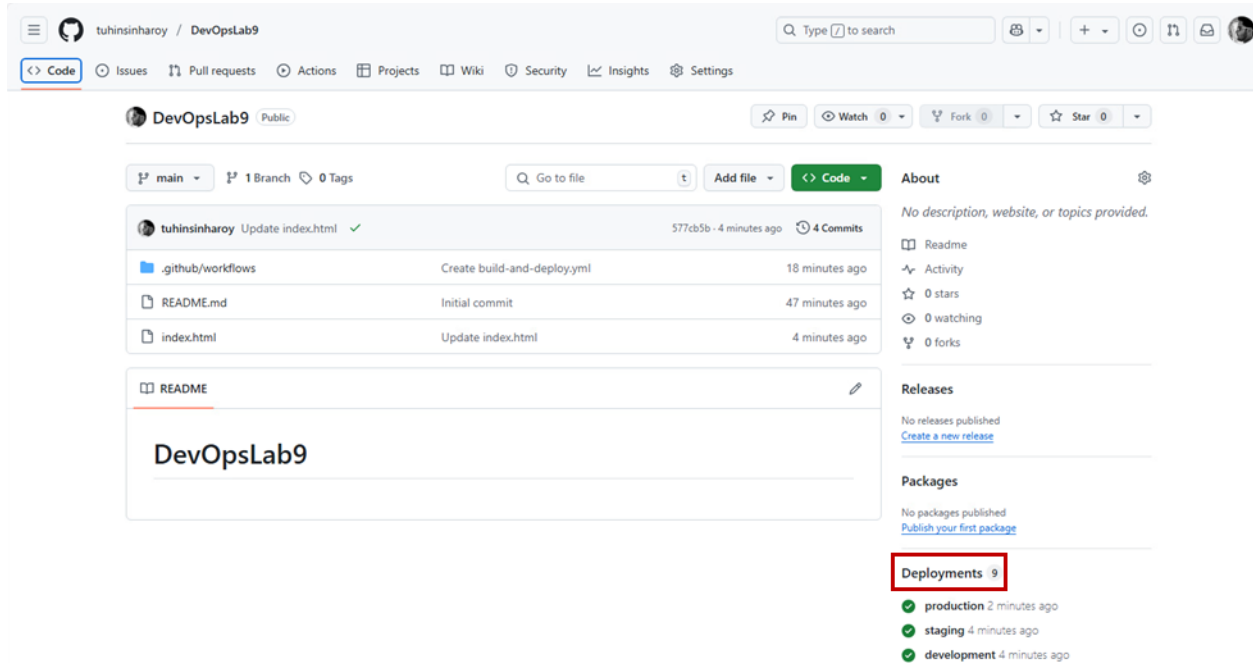 tuhinsinharoy / DevOpsLab9
Type / to search
<> Code Issues Pull requests Actions Projects Wiki Security Insights Settings
DevOpsLab9 Public
Pin Watch 0 Fork 0 Star 0
main 1 Branch 0 Tags Go to file t Add file <> Code
tuhinsinharoy Update index.html 577cb5b · 4 minutes ago 4 Commits
.github/workflows Create build-and-deploy.yml 18 minutes ago
README.md Initial commit 47 minutes ago
index.html Update index.html 4 minutes ago
README
DevOpsLab9
About
No description, website, or topics provided.
Readme
Activity
0 stars
0 watching
0 forks
Releases
No releases published
Create a new release
Packages
No packages published
Publish your first package
Deployments 9
production 2 minutes ago
staging 4 minutes ago
development 4 minutes ago